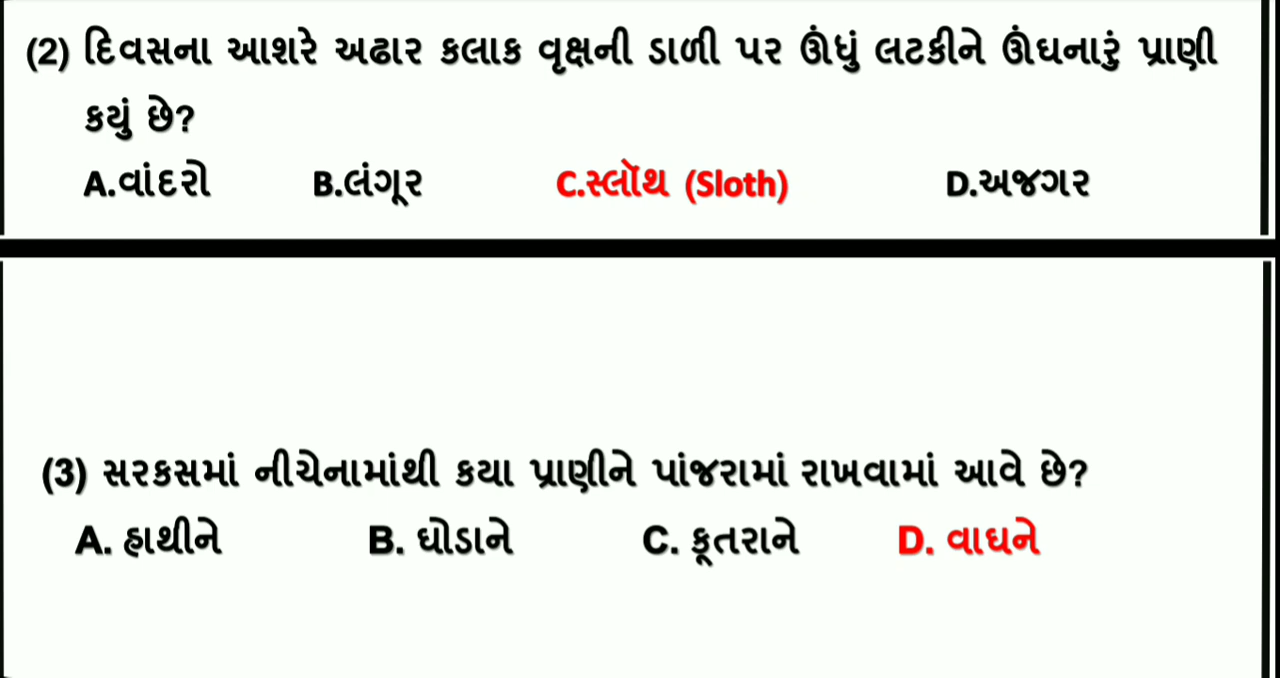 (2) દિવસના આશરે અઢાર કલાક વૃક્ષની ડાળી પર ઊંધું લટકીને ઊંઘનારું પ્રાણી
કયું છે?
A.વાંદરો B.લંગૂર C.સ્લૉથ (Sloth) D.અજગર
(3) સરકસમાં નીચેનામાંથી કયા પ્રાણીને પાંજરામાં રાખવામાં આવે છે?
A. હાથીને B. ઘોડાને C. કૂતરાને D. વાઘને